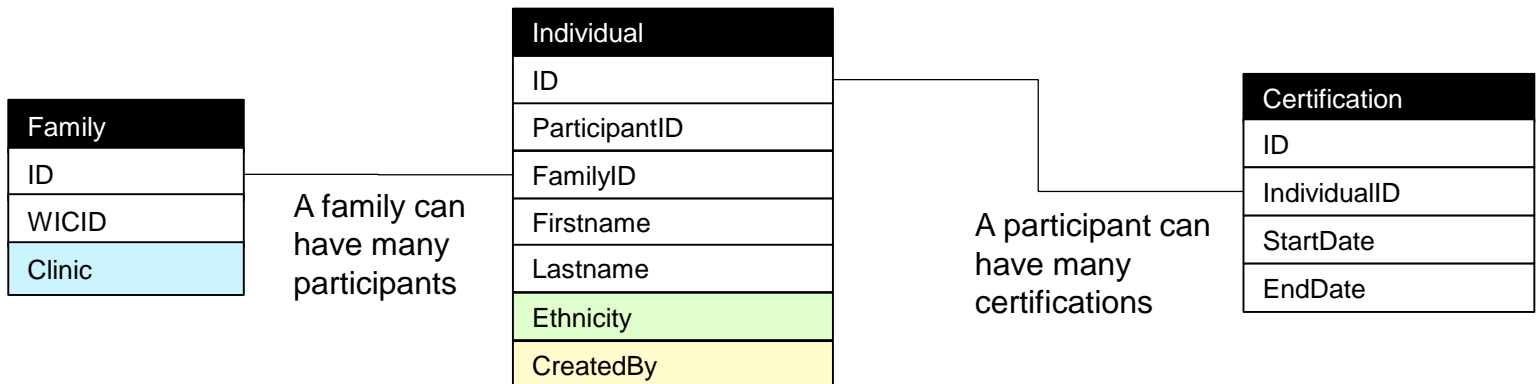 Family
ID
WICID
Clinic
A family can
have many
participants
Individual
ID
ParticipantID
FamilyID
Firstname
Lastname
Ethnicity
CreatedBy
A participant can
have many
certifications
Certification
ID
IndividualID
StartDate
EndDate